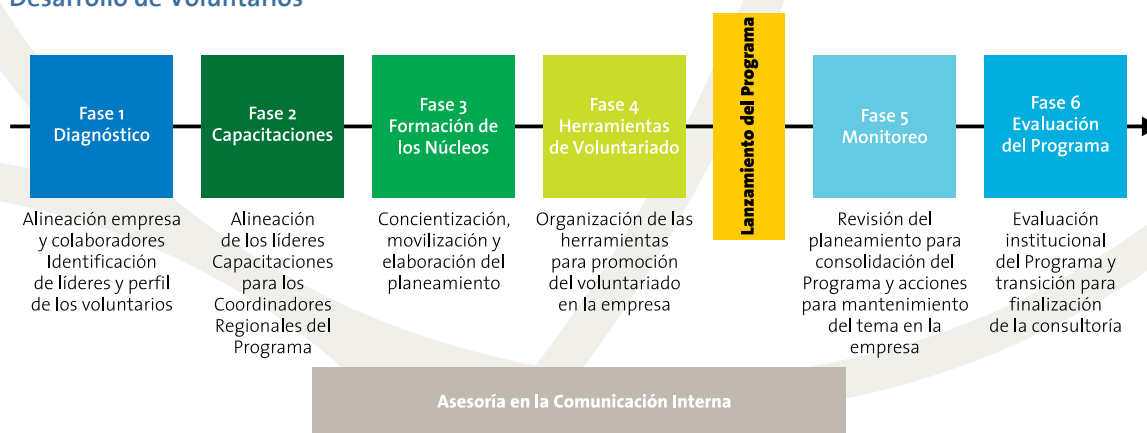 Desarrollo de Voluntarios
Fase 1
Diagnóstico
Fase 2
Capacitaciones
Fase 3
Formación de
los Núcleos
Fase 4
Herramientas
de Voluntariado
Lanzamiento del Programa
Fase 5
Monitoreo
Fase 6
Evaluación
del Programa
Alineación empresa
y colaboradores
Identificación
de líderes y perfil
de los voluntarios
Alineación
de los líderes
Capacitaciones
para los
Coordinadores
Regionales del
Programa
Concientización,
movilización y
elaboración del
planeamiento
Organización de las
herramientas
para promoción
del voluntariado
en la empresa
Revisión del
planeamiento para
consolidación del
Programa y acciones
para mantenimiento
del tema en la
empresa
Evaluación
institucional
del Programa y
transición para
finalización
de la consultoría
Asesoría en la Comunicación Interna